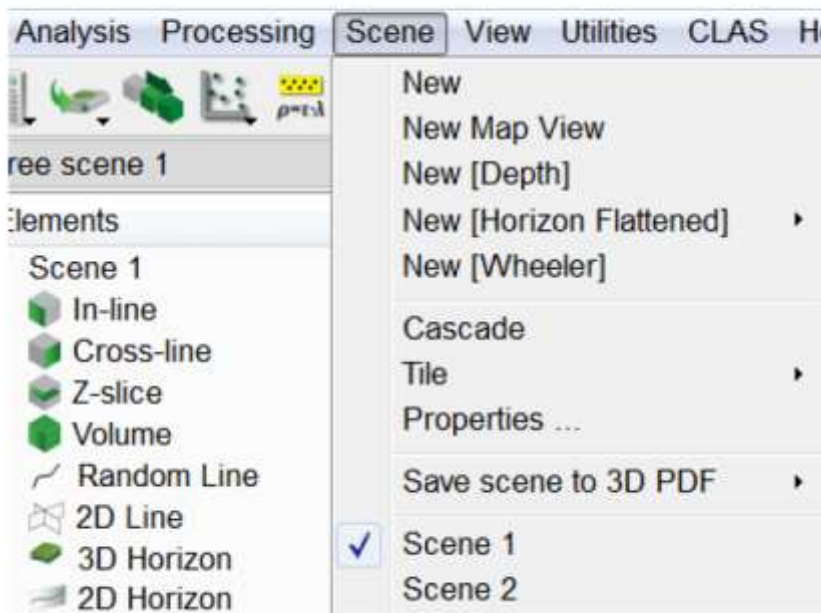 Analysis Processing Scene View Utilities CLAS
ρ=τ·λ
ree scene 1
Elements
Scene 1
In-line
Cross-line
Z-slice
Volume
Random Line
2D Line
3D Horizon
2D Horizon
New
New Map View
New [Depth]
New [Horizon Flattened]
New [Wheeler]
Cascade
Tile
Properties ...
Save scene to 3D PDF
Scene 1
Scene 2